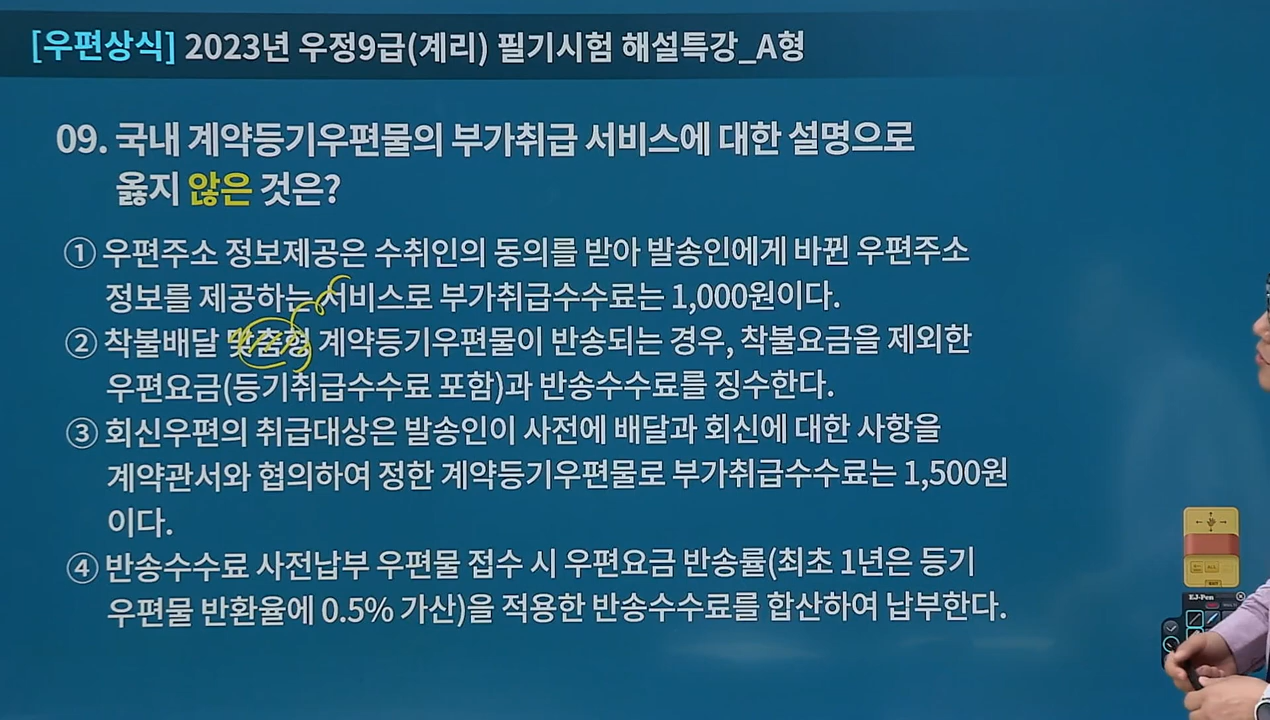 [우편상식] 2023년 우정9급(계리) 필기시험 해설특강_A형
09. 국내 계약등기우편물의 부가취급 서비스에 대한 설명으로
옳지 않은 것은?
① 우편주소 정보제공은 수취인의 동의를 받아 발송인에게 바뀐 우편주소
정보를 제공하는 서비스로 부가취급수수료는 1,000원이다.
② 착불배달 맞춤형 계약등기우편물이 반송되는 경우, 착불요금을 제외한
우편요금(등기취급수수료 포함)과 반송수수료를 징수한다.
③ 회신우편의 취급대상은 발송인이 사전에 배달과 회신에 대한 사항을
계약관서와 협의하여 정한 계약등기우편물로 부가취급수수료는 1,500원
이다.
④ 반송수수료 사전납부 우편물 접수 시 우편요금 반송률(최초 1년은 등기
우편물 반환율에 0.5% 가산)을 적용한 반송수수료를 합산하여 납부한다.
EJ-Pen